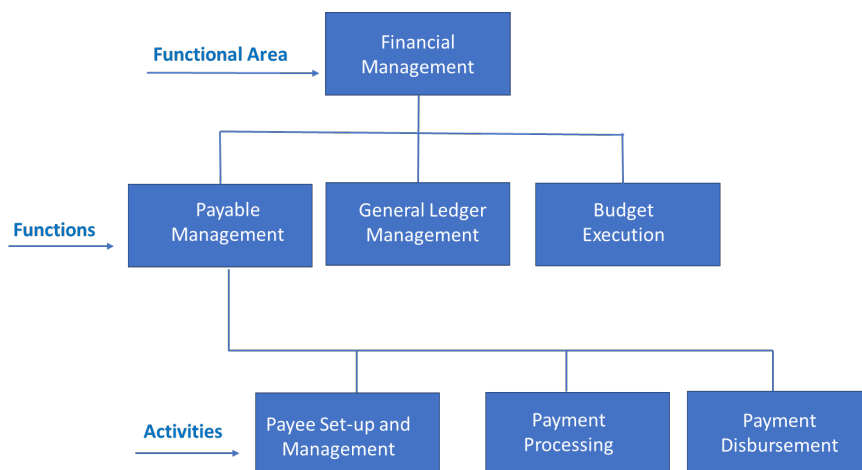 Functional Area
Financial
Management
Functions
Payable
Management
General Ledger
Management
Budget
Execution
Activities
Payee Set-up and
Management
Payment
Processing
Payment
Disbursement